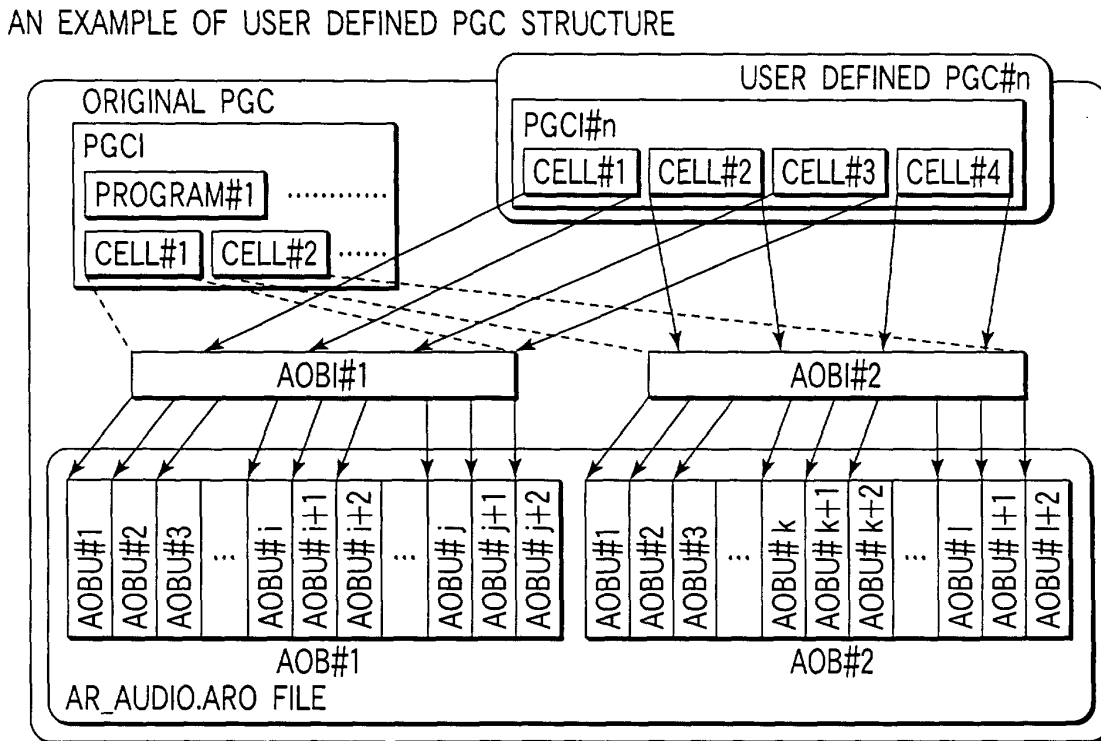 AN EXAMPLE OF USER DEFINED PGC STRUCTURE
USER DEFINED PGC#n
ORIGINAL PGC
PGCI#n
PGCI
CELL#1 CELL#2 CELL#3 CELL#4
PROGRAM#1 ............
CELL#1 CELL#2 ......
AOBI#1 AOBI#2
AOBU#1 AOBU#2 AOBU#3 ... AOBU#i AOBU#i+1 AOBU#i+2 ... AOBU#j AOBU#j+1 AOBU#j+2
AOBU#1 AOBU#2 AOBU#3 ... AOBU#k AOBU#k+1 AOBU#k+2 ... AOBU#l AOBU#l+1 AOBU#l+2
AOB#1 AOB#2
AR_AUDIO.ARO FILE